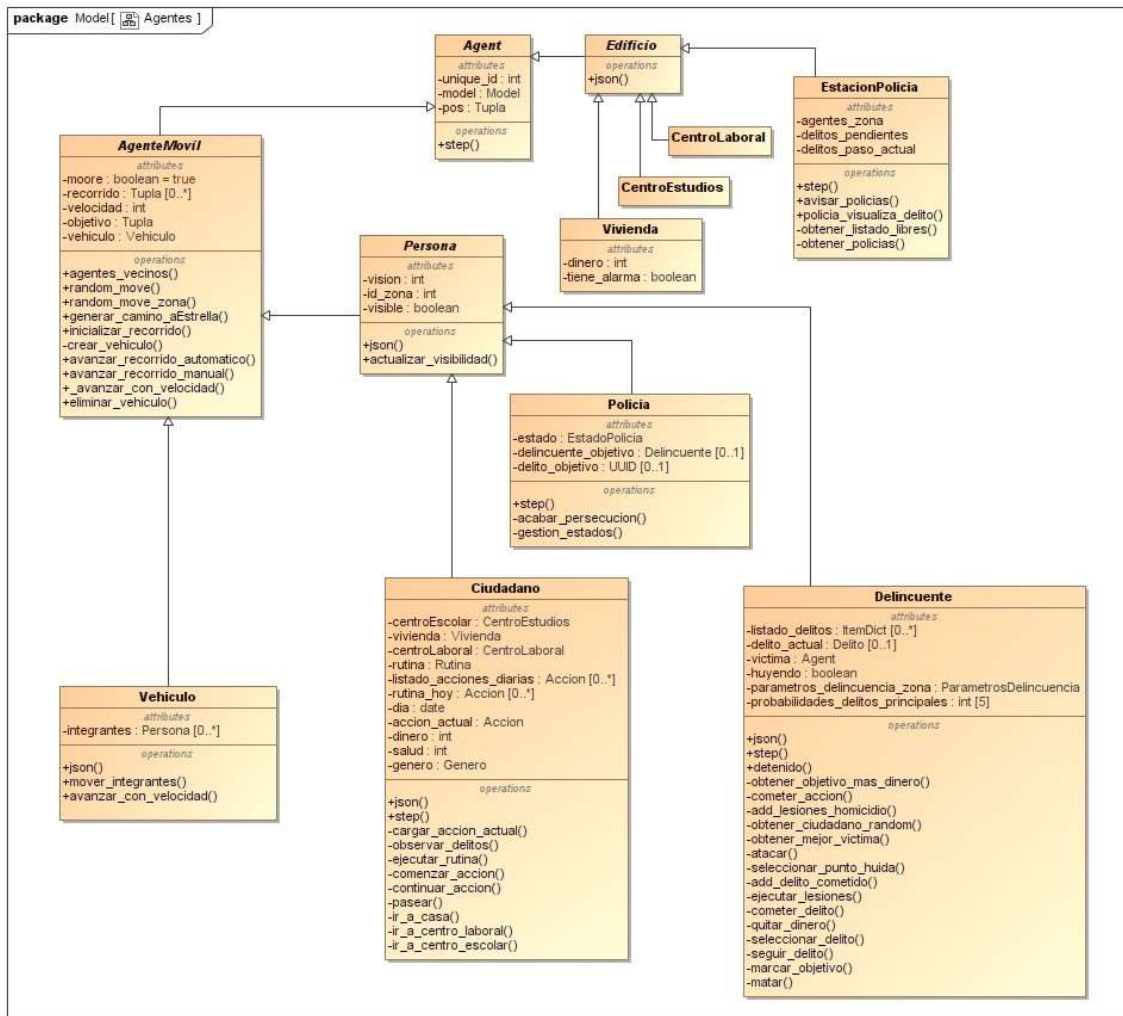 package Model[ Agentes ]
Agent
attributes
-unique_id : int
-model : Model
-pos : Tupla
operations
+step()
Edificio
operations
+json()
EstacionPolicia
attributes
-agentes_zona
-delitos_pendientes
-delitos_paso_actual
operations
+step()
+avisar_policias()
+policia_visualiza_delito()
-obtener_listado_libres()
-obtener_policias()
CentroLaboral
CentroEstudios
Vivienda
attributes
-dinero : int
-tiene_alarma : boolean
AgenteMovil
attributes
-moore : boolean = true
-recorrido : Tupla [0..*]
-velocidad : int
-objetivo : Tupla
-vehiculo : Vehiculo
operations
+agentes_vecinos()
+random_move()
+random_move_zona()
+generar_camino_aEstrella()
+inicializar_recorrido()
-crear_vehiculo()
+avanzar_recorrido_automatico()
+avanzar_recorrido_manual()
+_avanzar_con_velocidad()
+eliminar_vehiculo()
Persona
attributes
-vision : int
-id_zona : int
-visible : boolean
operations
+json()
+actualizar_visibilidad()
Policia
attributes
-estado : EstadoPolicia
-delincuente_objetivo : Delincuente [0..1]
-delito_objetivo : UUID [0..1]
operations
+step()
-acabar_persecucion()
-gestion_estados()
Ciudadano
attributes
-centroEscolar : CentroEstudios
-vivienda : Vivienda
-centroLaboral : CentroLaboral
-rutina : Rutina
-listado_acciones_diarias : Accion [0..*]
-rutina_hoy : Accion [0..*]
-dia : date
-accion_actual : Accion
-dinero : int
-salud : int
-genero : Genero
operations
+json()
+step()
-cargar_accion_actual()
-observar_delitos()
-ejecutar_rutina()
-comenzar_accion()
-continuar_accion()
-pasear()
-ir_a_casa()
-ir_a_centro_laboral()
-ir_a_centro_escolar()
Delincuente
attributes
-listado_delitos : ItemDict [0..*]
-delito_actual : Delito [0..1]
-victima : Agent
-huyendo : boolean
-parametros_delincuencia_zona : ParametrosDelincuencia
-probabilidades_delitos_principales : int [5]
operations
+json()
+step()
+detenido()
-obtener_objetivo_mas_dinero()
-cometer_accion()
-add_lesiones_homicidio()
-obtener_ciudadano_random()
-obtener_mejor_victima()
-atacar()
-seleccionar_punto_huida()
-add_delito_cometido()
-ejecutar_lesiones()
-cometer_delito()
-quitar_dinero()
-seleccionar_delito()
-seguir_delito()
-marcar_objetivo()
-matar()
Vehiculo
attributes
-integrantes : Persona [0..*]
operations
+json()
+mover_integrantes()
+avanzar_con_velocidad()